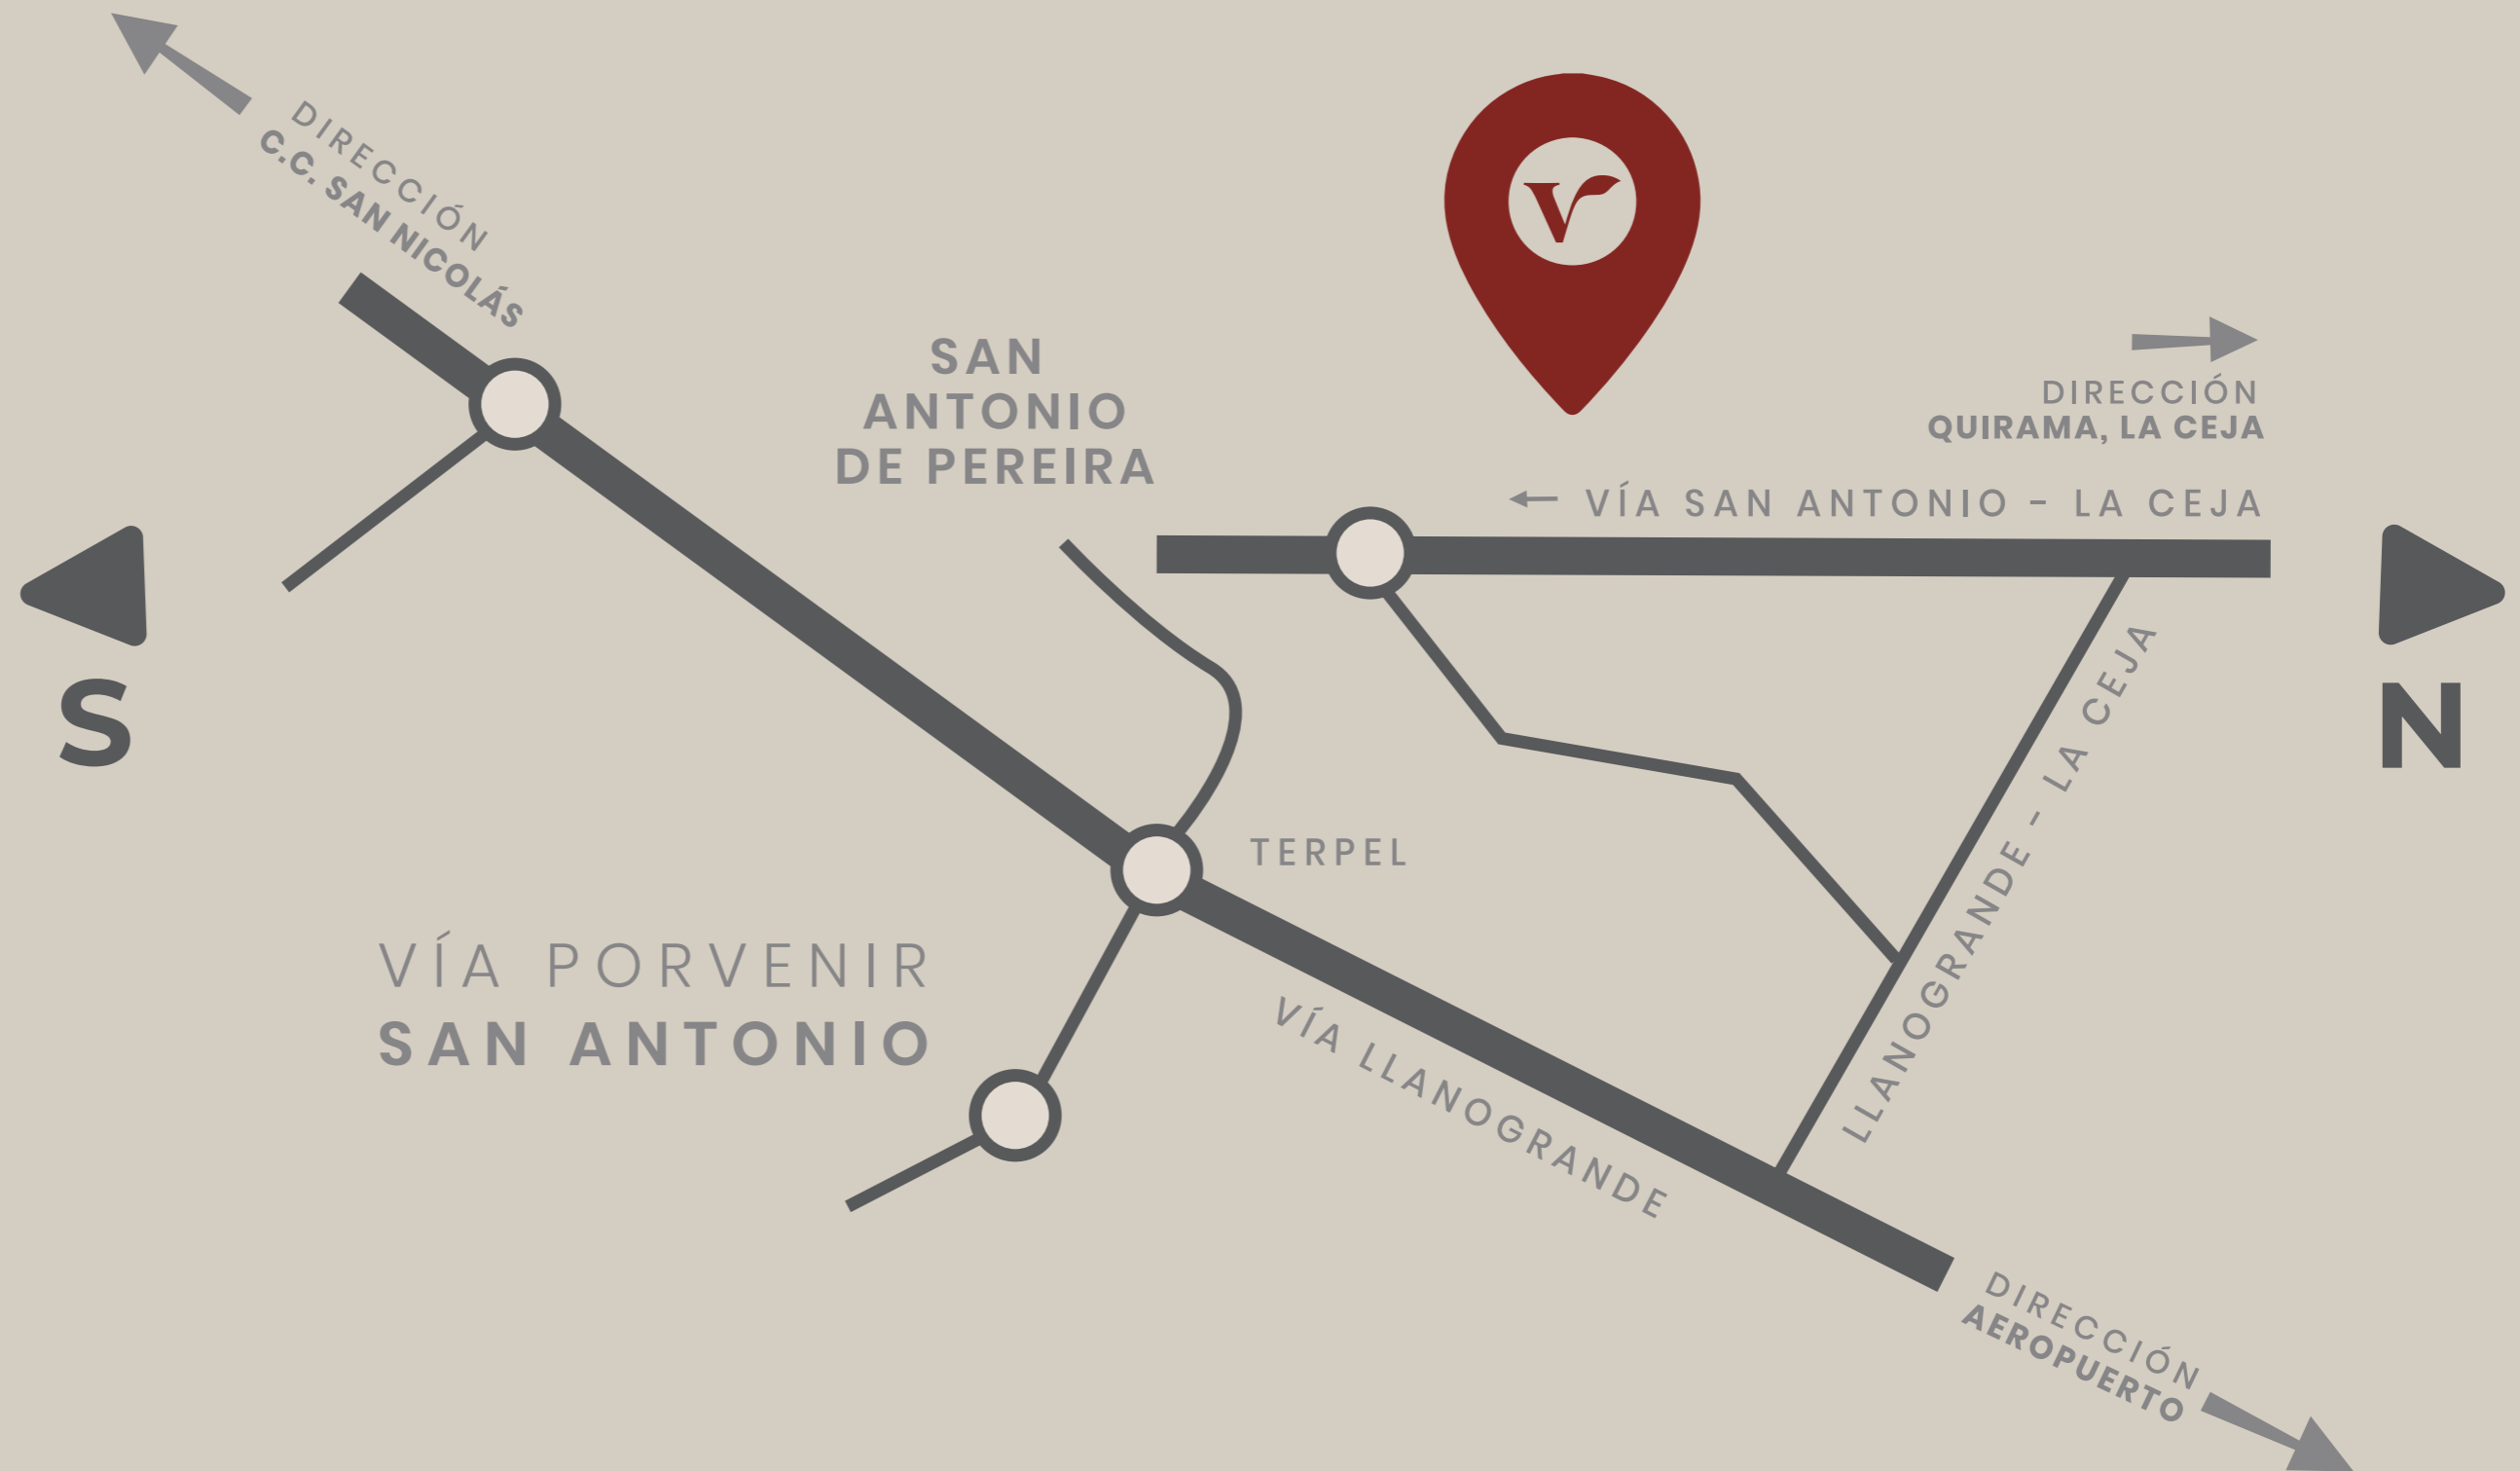 DIRECCIÓN
C.C. SAN NICOLÁS
SAN
ANTONIO
DE PEREIRA
V
DIRECCIÓN
QUIRAMA, LA CEJA
VÍA SAN ANTONIO - LA CEJA
S
N
LLANOGRANDE - LA CEJA
TERPEL
VÍA PORVENIR
SAN ANTONIO
VÍA LLANOGRANDE
DIRECCIÓN
AEROPUERTO